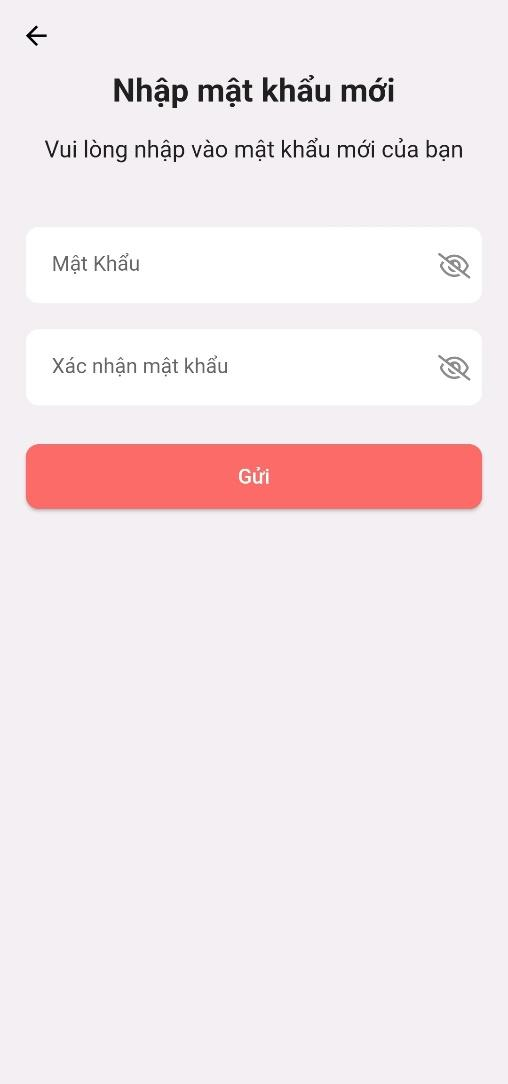 Nhập mật khẩu mới
Vui lòng nhập vào mật khẩu mới của bạn
Mật Khẩu
Xác nhận mật khẩu
Gửi